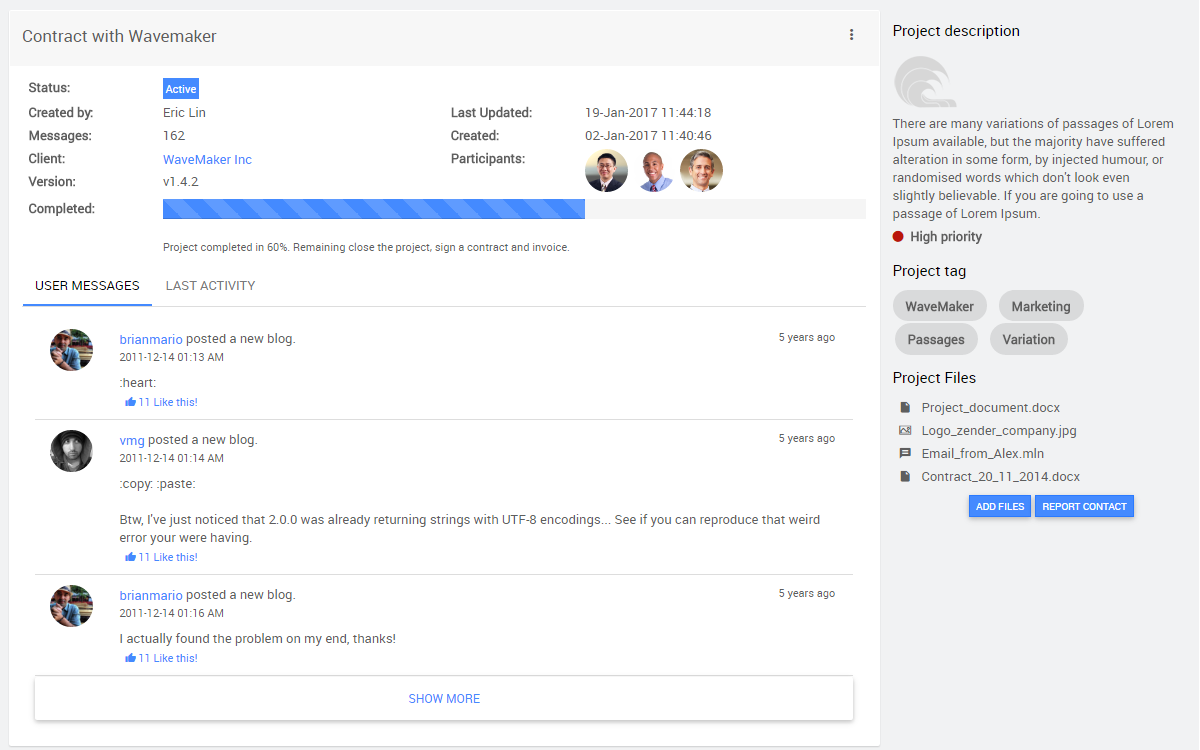 Contract with Wavemaker
Status:
Active
Created by:
Eric Lin
Last Updated:
19-Jan-2017 11:44:18
Messages:
162
Created:
02-Jan-2017 11:40:46
Client:
WaveMaker Inc
Participants:
Version:
v1.4.2
Completed:
Project completed in 60%. Remaining close the project, sign a contract and invoice.
USER MESSAGES
LAST ACTIVITY
brianmario posted a new blog.
5 years ago
2011-12-14 01:13 AM
:heart:
11 Like this!
vmg posted a new blog.
5 years ago
2011-12-14 01:14 AM
:copy: :paste:
Btw, I've just noticed that 2.0.0 was already returning strings with UTF-8 encodings... See if you can reproduce that weird
error your were having.
11 Like this!
brianmario posted a new blog.
5 years ago
2011-12-14 01:16 AM
I actually found the problem on my end, thanks!
11 Like this!
SHOW MORE
Project description
There are many variations of passages of Lorem
Ipsum available, but the majority have suffered
alteration in some form, by injected humour, or
randomised words which don't look even
slightly believable. If you are going to use a
passage of Lorem Ipsum.
High priority
Project tag
WaveMaker
Marketing
Passages
Variation
Project Files
Project_document.docx
Logo_zender_company.jpg
Email_from_Alex.mln
Contract_20_11_2014.docx
ADD FILES
REPORT CONTACT